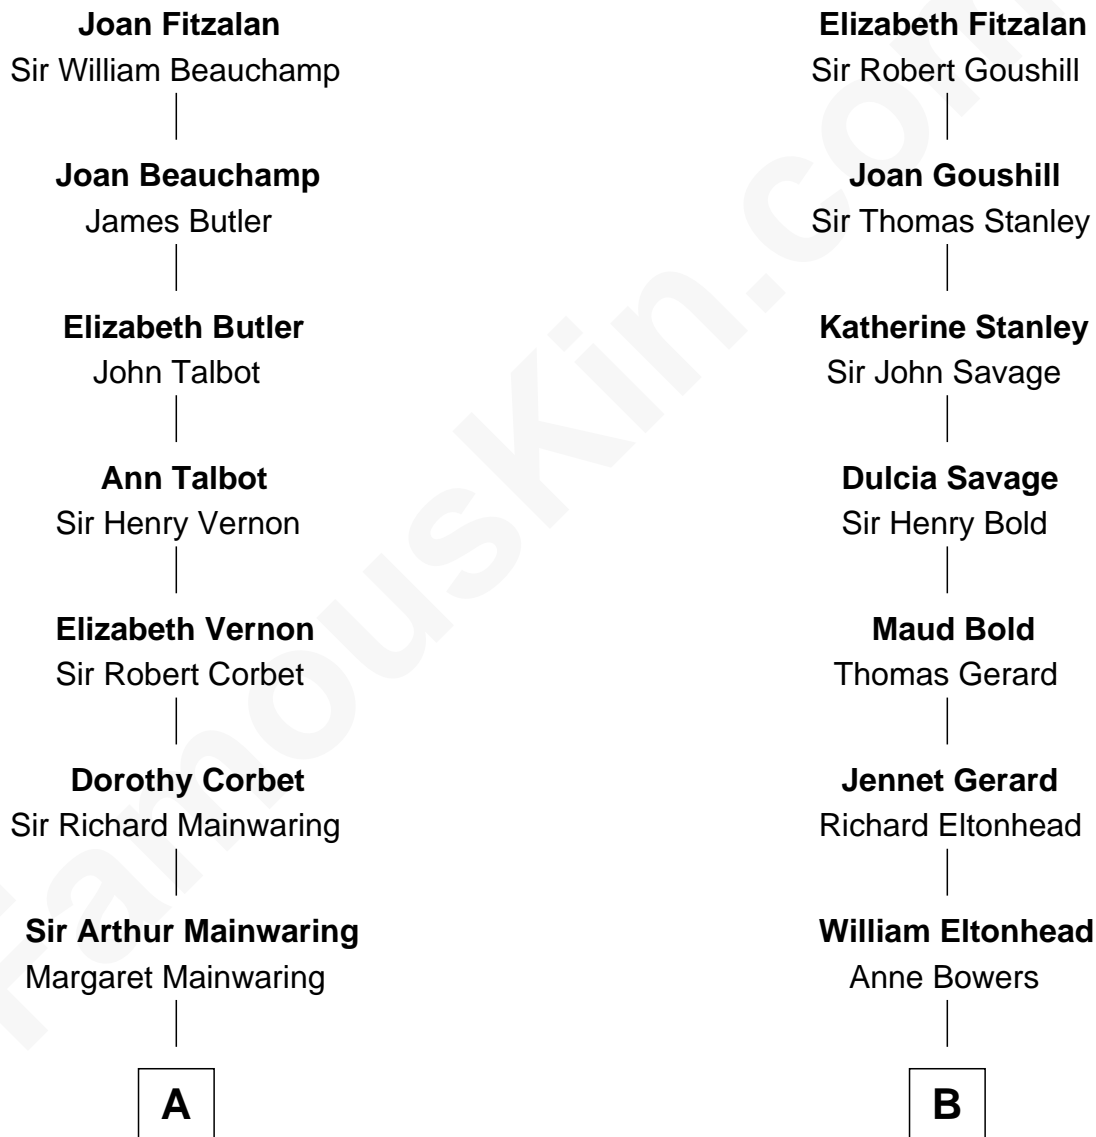 Joan Fitzalan
Sir William Beauchamp
Joan Beauchamp
James Butler
Elizabeth Butler
John Talbot
Ann Talbot
Sir Henry Vernon
Elizabeth Vernon
Sir Robert Corbet
Dorothy Corbet
Sir Richard Mainwaring
Sir Arthur Mainwaring
Margaret Mainwaring
A
Elizabeth Fitzalan
Sir Robert Goushill
Joan Goushill
Sir Thomas Stanley
Katherine Stanley
Sir John Savage
Dulcia Savage
Sir Henry Bold
Maud Bold
Thomas Gerard
Jennet Gerard
Richard Eltonhead
William Eltonhead
Anne Bowers
B
FamousKin.com